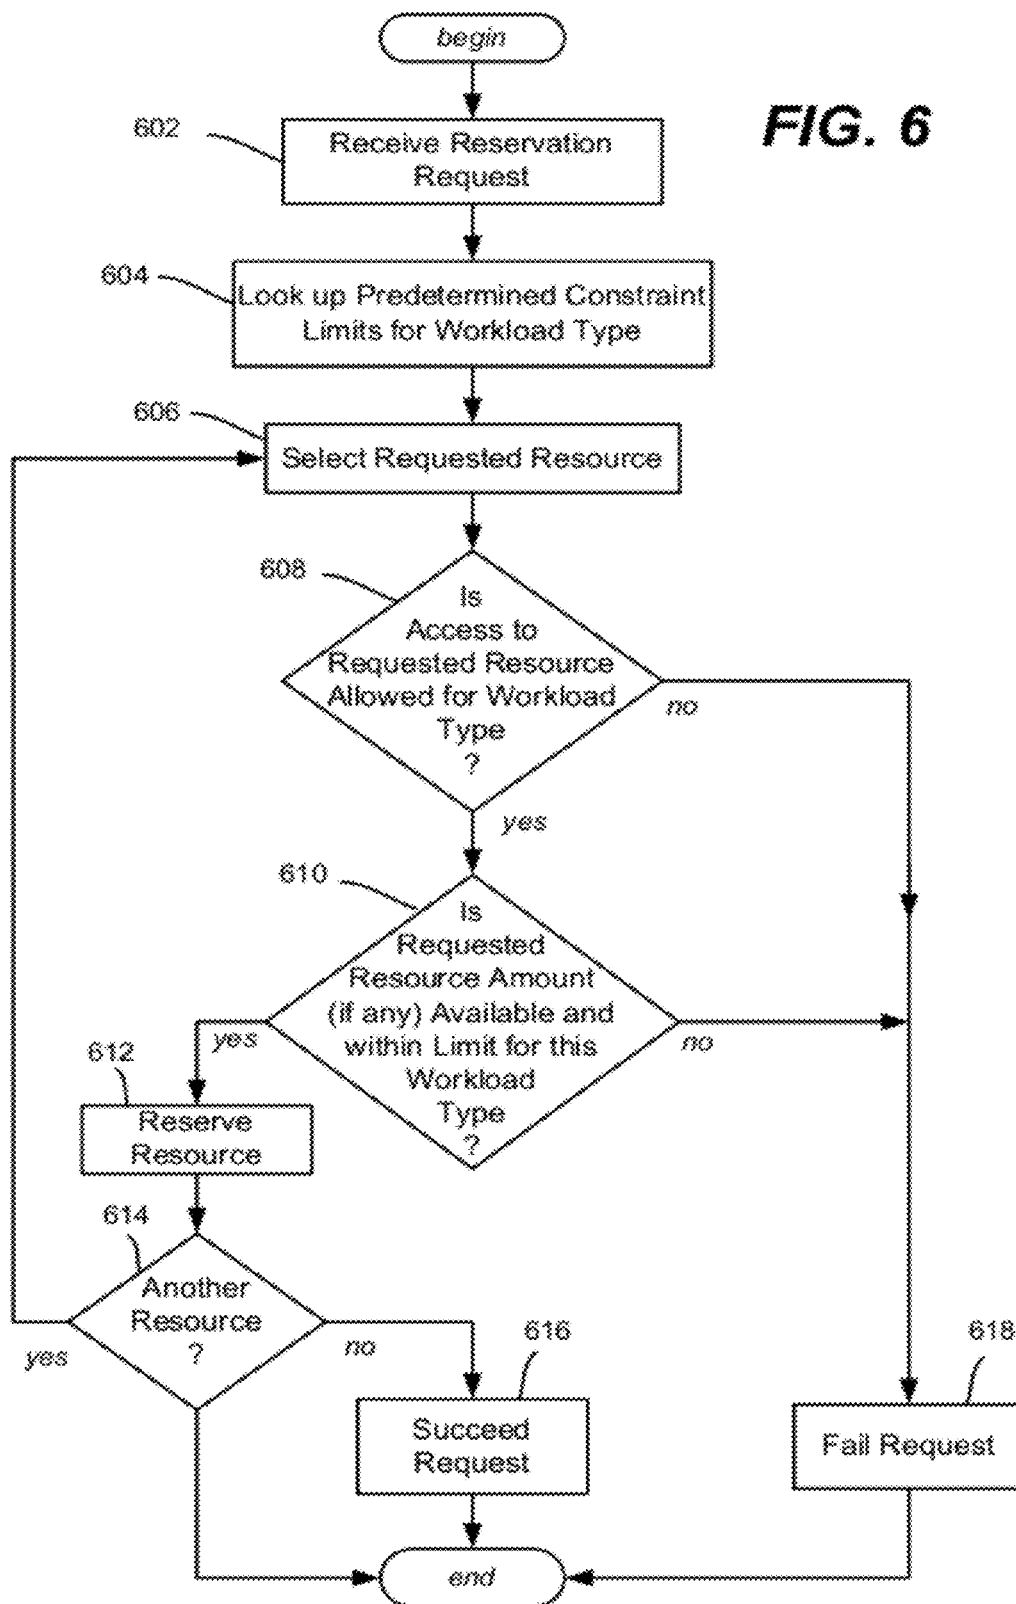 begin
FIG. 6
602
Receive Reservation
Request
604
Look up Predetermined Constraint
Limits for Workload Type
606
Select Requested Resource
608
Is
Access to
Requested Resource
Allowed for Workload
Type
?
no
yes
610
Is
Requested
Resource Amount
(if any) Available and
within Limit for this
Workload
Type
?
yes
no
612
Reserve
Resource
614
Another
Resource
?
yes
no
616
Succeed
Request
618
Fail Request
end